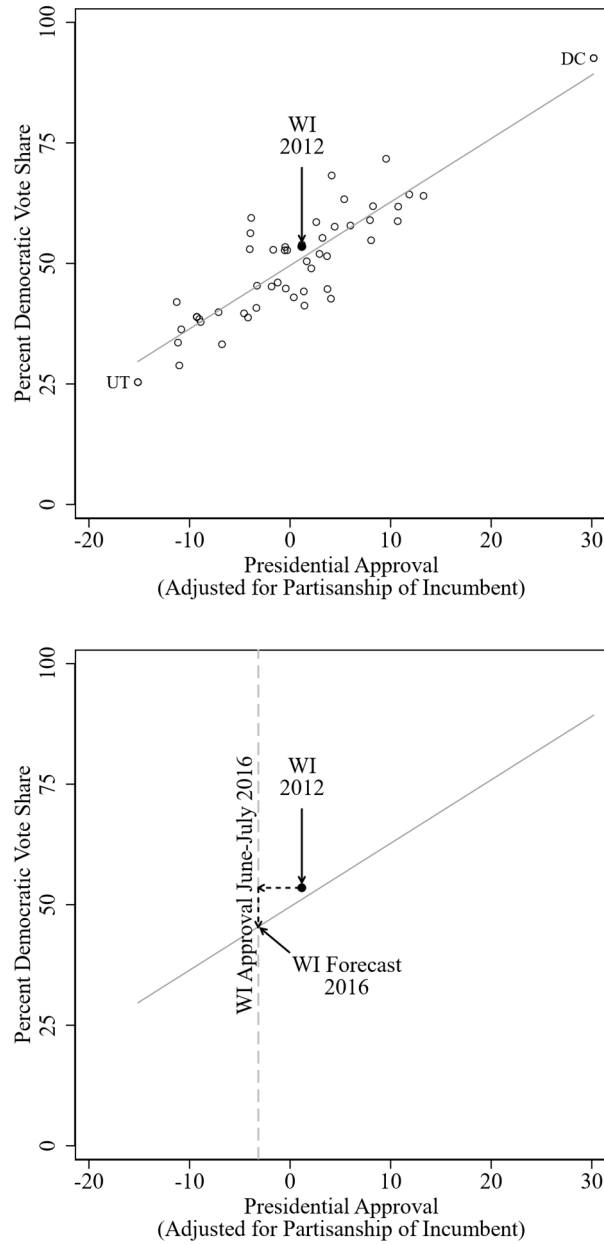 100
75
50
25
0
Percent Democratic Vote Share
DC
WI
2012
UT
-20
-10
0
10
20
30
Presidential Approval
(Adjusted for Partisanship of Incumbent)
100
75
50
25
0
Percent Democratic Vote Share
WI Approval June-July 2016
WI
2012
WI Forecast
2016
-20
-10
0
10
20
30
Presidential Approval
(Adjusted for Partisanship of Incumbent)